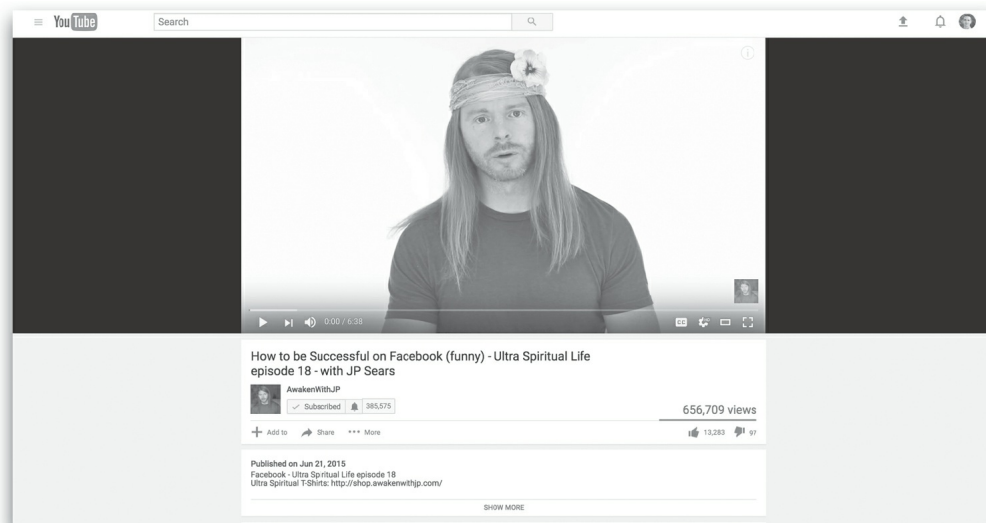 YouTube
Search
0:00 / 6:38
CC
How to be Successful on Facebook (funny) - Ultra Spiritual Life
episode 18 - with JP Sears
AwakenWithJP
Subscribed 385,575
656,709 views
Add to Share More
13,283 97
Published on Jun 21, 2015
Facebook - Ultra Spiritual Life episode 18
Ultra Spiritual T-Shirts: http://shop.awakenwithjp.com/
SHOW MORE